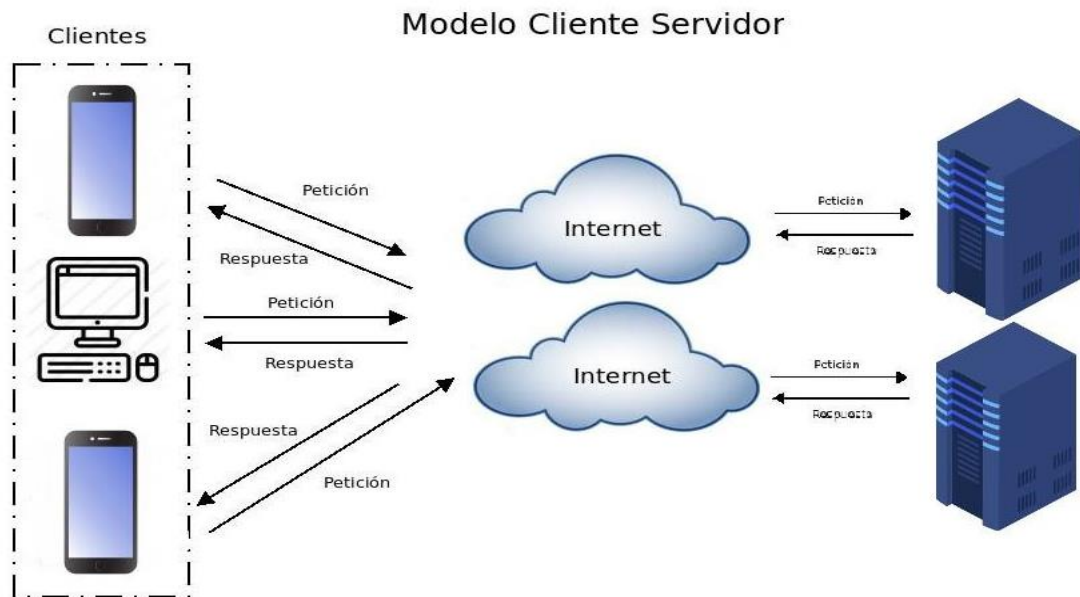 Modelo Cliente Servidor
Clientes
Petición
Respuesta
Petición
Respuesta
Respuesta
Petición
Internet
Internet
Petición
Respuesta
Petición
Respuesta